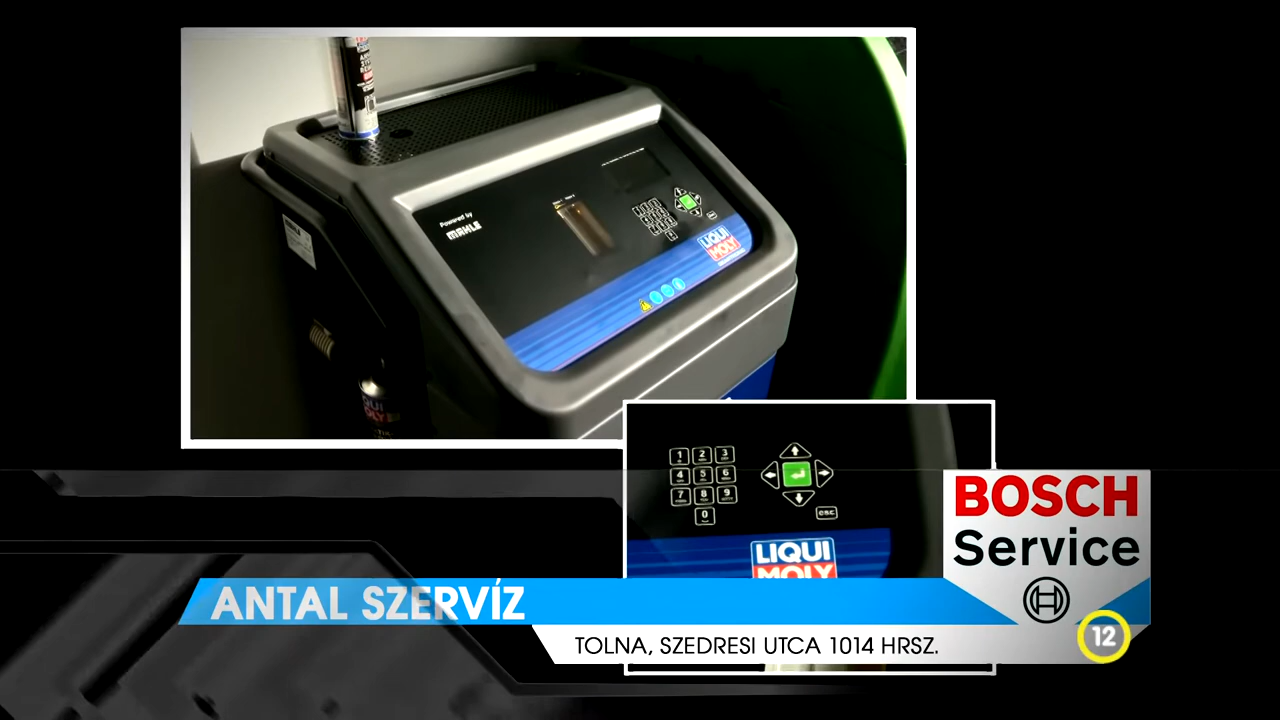 Powered by
MAHLE
LIQUI
MOLY
1 2 3
4 5 6
7 8 9
0
esc
LIQUI
MOLY
BOSCH
Service
ANTAL SZERVÍZ
TOLNA, SZEDRESI UTCA 1014 HRSZ.
12